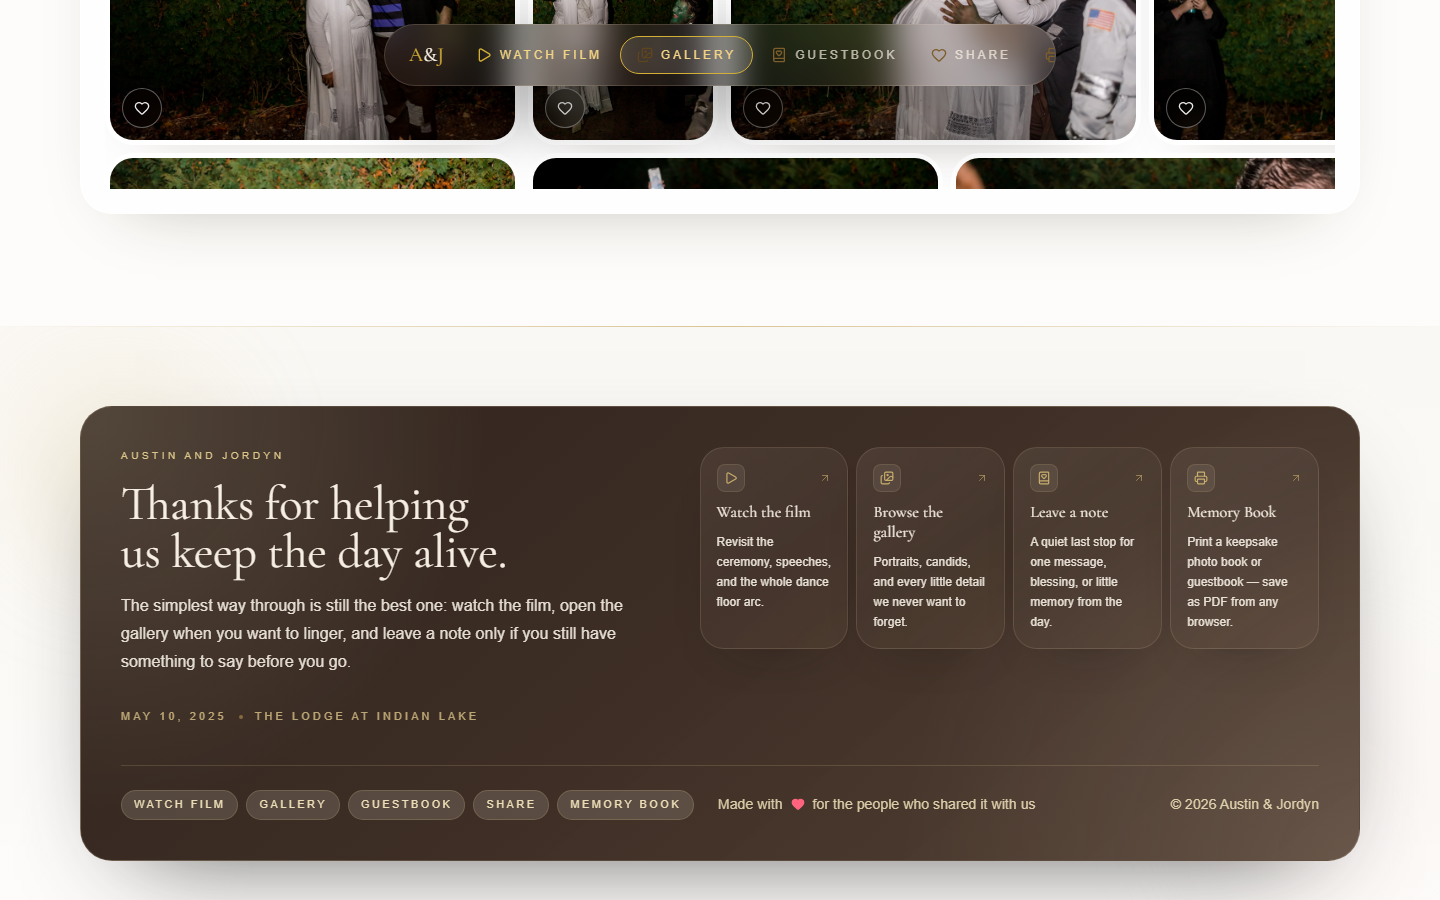 A&J WATCH FILM GALLERY GUESTBOOK SHARE
AUSTIN AND JORDYN
Thanks for helping
us keep the day alive.
The simplest way through is still the best one: watch the film, open the
gallery when you want to linger, and leave a note only if you still have
something to say before you go.
MAY 10, 2025 • THE LODGE AT INDIAN LAKE
Watch the film
Revisit the
ceremony, speeches,
and the whole dance
floor arc.
Browse the
gallery
Portraits, candids,
and every little detail
we never want to
forget.
Leave a note
A quiet last stop for
one message,
blessing, or little
memory from the
day.
Memory Book
Print a keepsake
photo book or
guestbook — save
as PDF from any
browser.
WATCH FILM GALLERY GUESTBOOK SHARE MEMORY BOOK
Made with ♥ for the people who shared it with us
© 2026 Austin & Jordyn